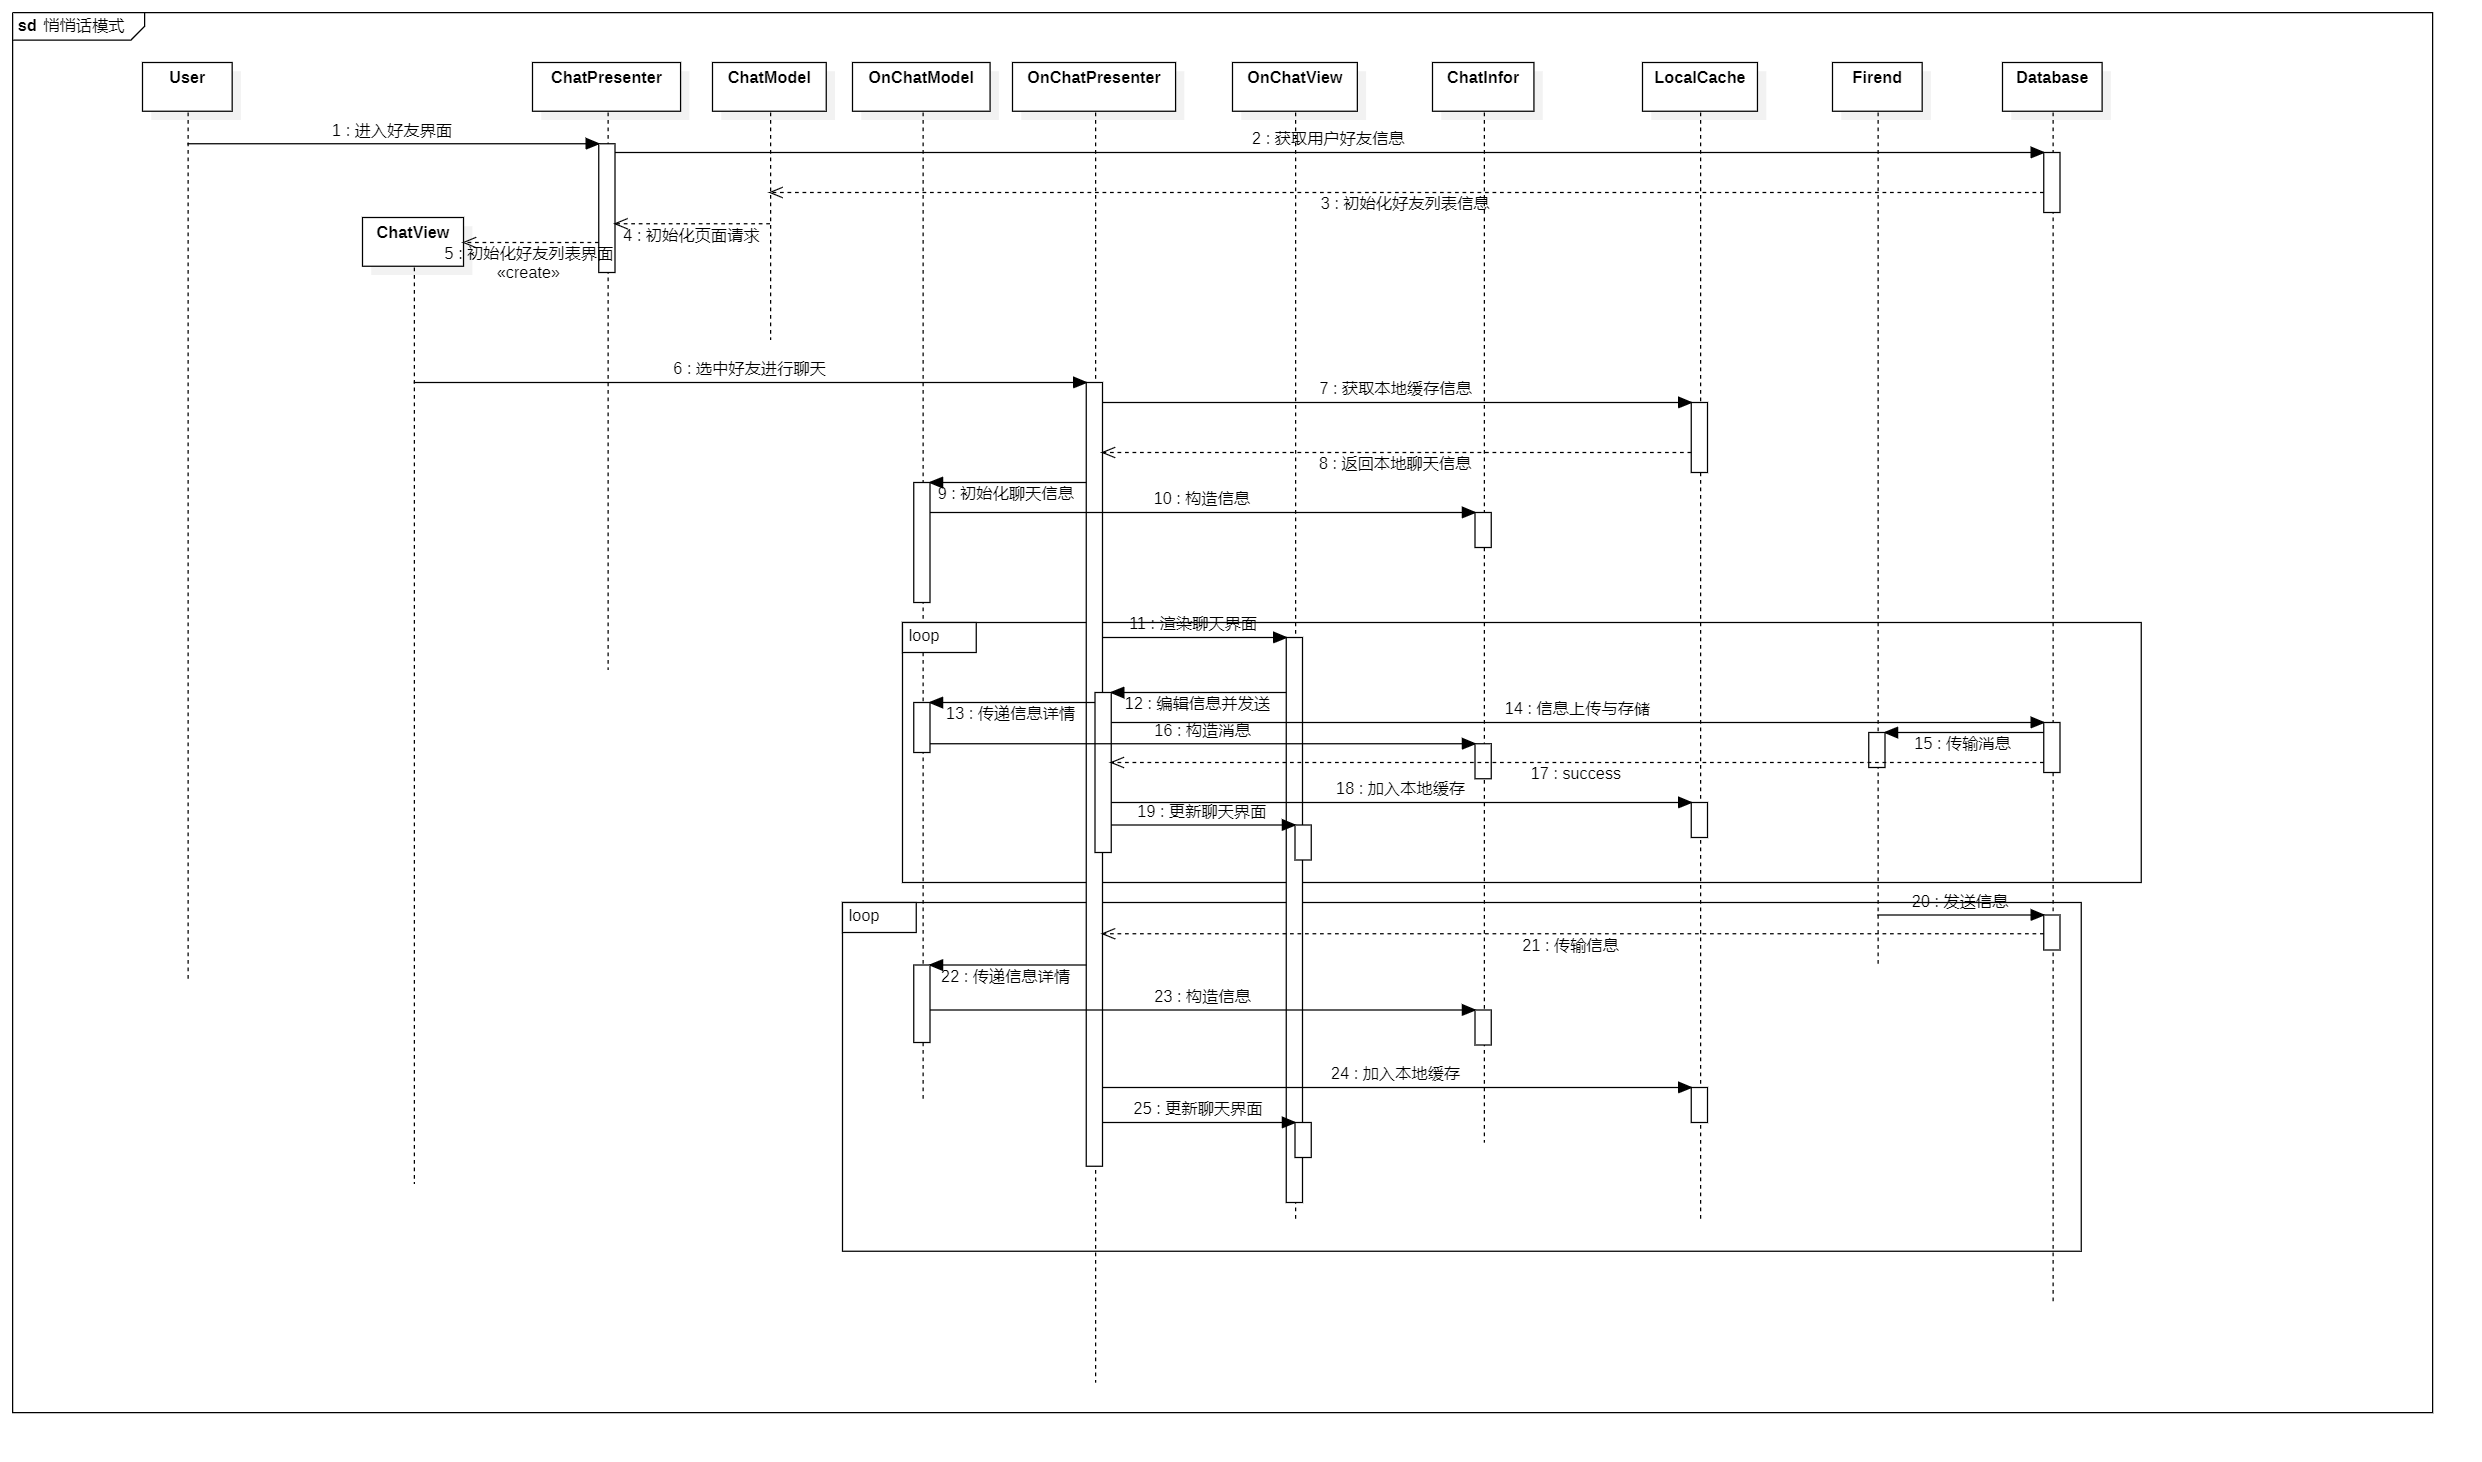 sd 悄悄话模式
User
ChatPresenter
ChatModel
OnChatModel
OnChatPresenter
OnChatView
ChatInfor
LocalCache
Firend
Database
1 : 进入好友界面
2 : 获取用户好友信息
3 : 初始化好友列表信息
ChatView
4 : 初始化页面请求
5 : 初始化好友列表界面
«create»
6 : 选中好友进行聊天
7 : 获取本地缓存信息
8 : 返回本地聊天信息
9 : 初始化聊天信息
10 : 构造信息
11 : 渲染聊天界面
loop
12 : 编辑信息并发送
13 : 传递信息详情
14 : 信息上传与存储
16 : 构造消息
15 : 传输消息
17 : success
18 : 加入本地缓存
19 : 更新聊天界面
20 : 发送信息
loop
21 : 传输信息
22 : 传递信息详情
23 : 构造信息
24 : 加入本地缓存
25 : 更新聊天界面